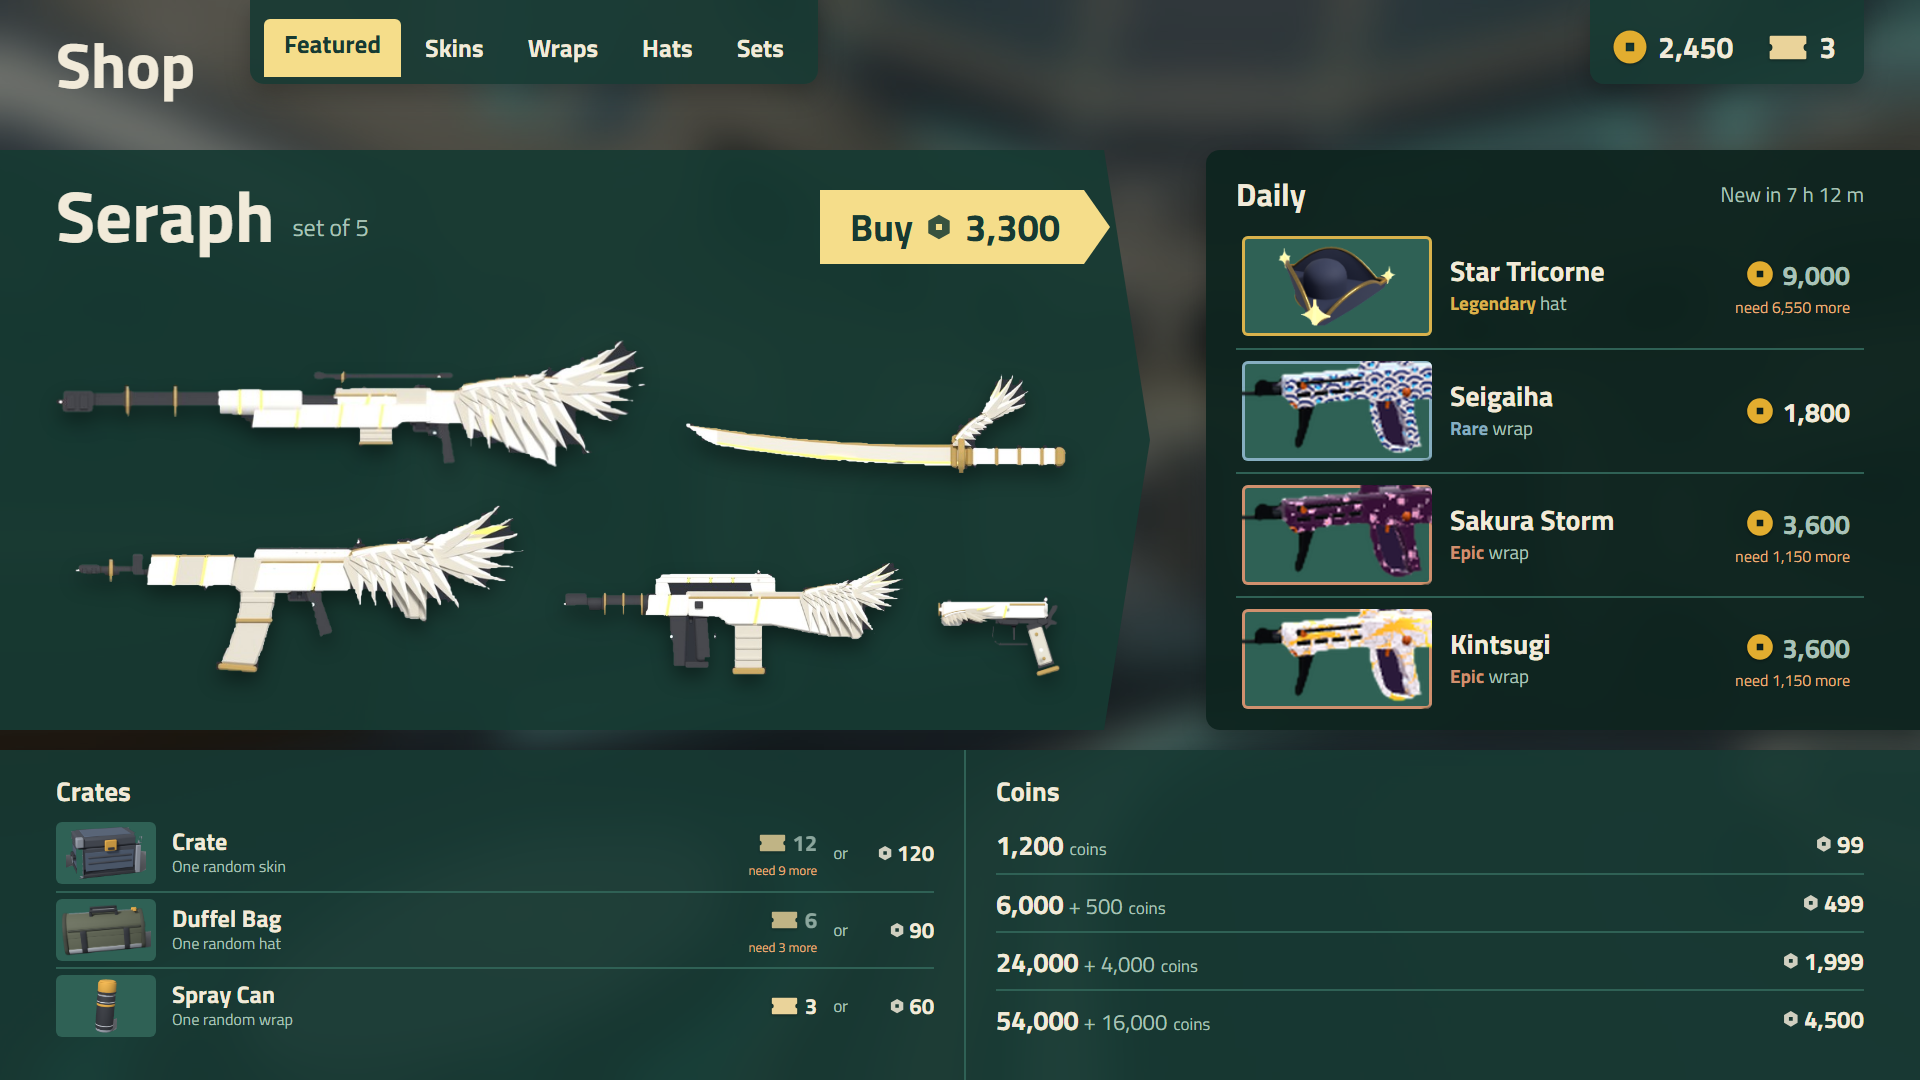 Shop
Featured
Skins
Wraps
Hats
Sets
2,450
3
Seraph set of 5
Buy 3,300
Daily
New in 7 h 12 m
Star Tricorne
Legendary hat
9,000
need 6,550 more
Seigaiha
Rare wrap
1,800
Sakura Storm
Epic wrap
3,600
need 1,150 more
Kintsugi
Epic wrap
3,600
need 1,150 more
Crates
Crate
One random skin
12
need 9 more
or
120
Duffel Bag
One random hat
6
need 3 more
or
90
Spray Can
One random wrap
3
or
60
Coins
1,200 coins
99
6,000 + 500 coins
499
24,000 + 4,000 coins
1,999
54,000 + 16,000 coins
4,500